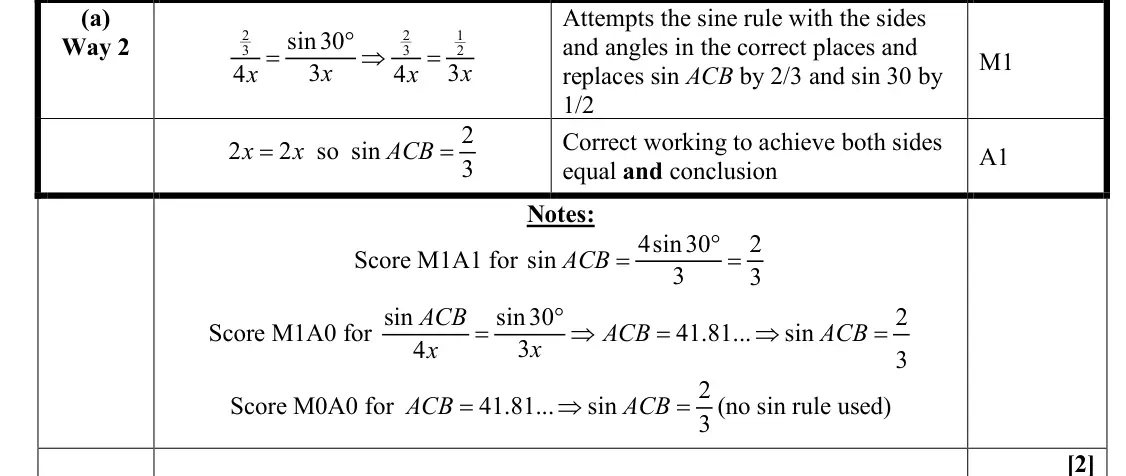 (a)
Way 2
(2/3)/4x = sin 30°/3x ⇒ (2/3)/4x = (1/2)/3x
Attempts the sine rule with the sides
and angles in the correct places and
replaces sin ACB by 2/3 and sin 30 by
1/2
M1
2x = 2x so sin ACB = 2/3
Correct working to achieve both sides
equal and conclusion
A1
Notes:
Score M1A1 for sin ACB = 4sin 30°/3 = 2/3
Score M1A0 for sin ACB/4x = sin 30°/3x ⇒ ACB = 41.81... ⇒ sin ACB = 2/3
Score M0A0 for ACB = 41.81... ⇒ sin ACB = 2/3 (no sin rule used)
[2]